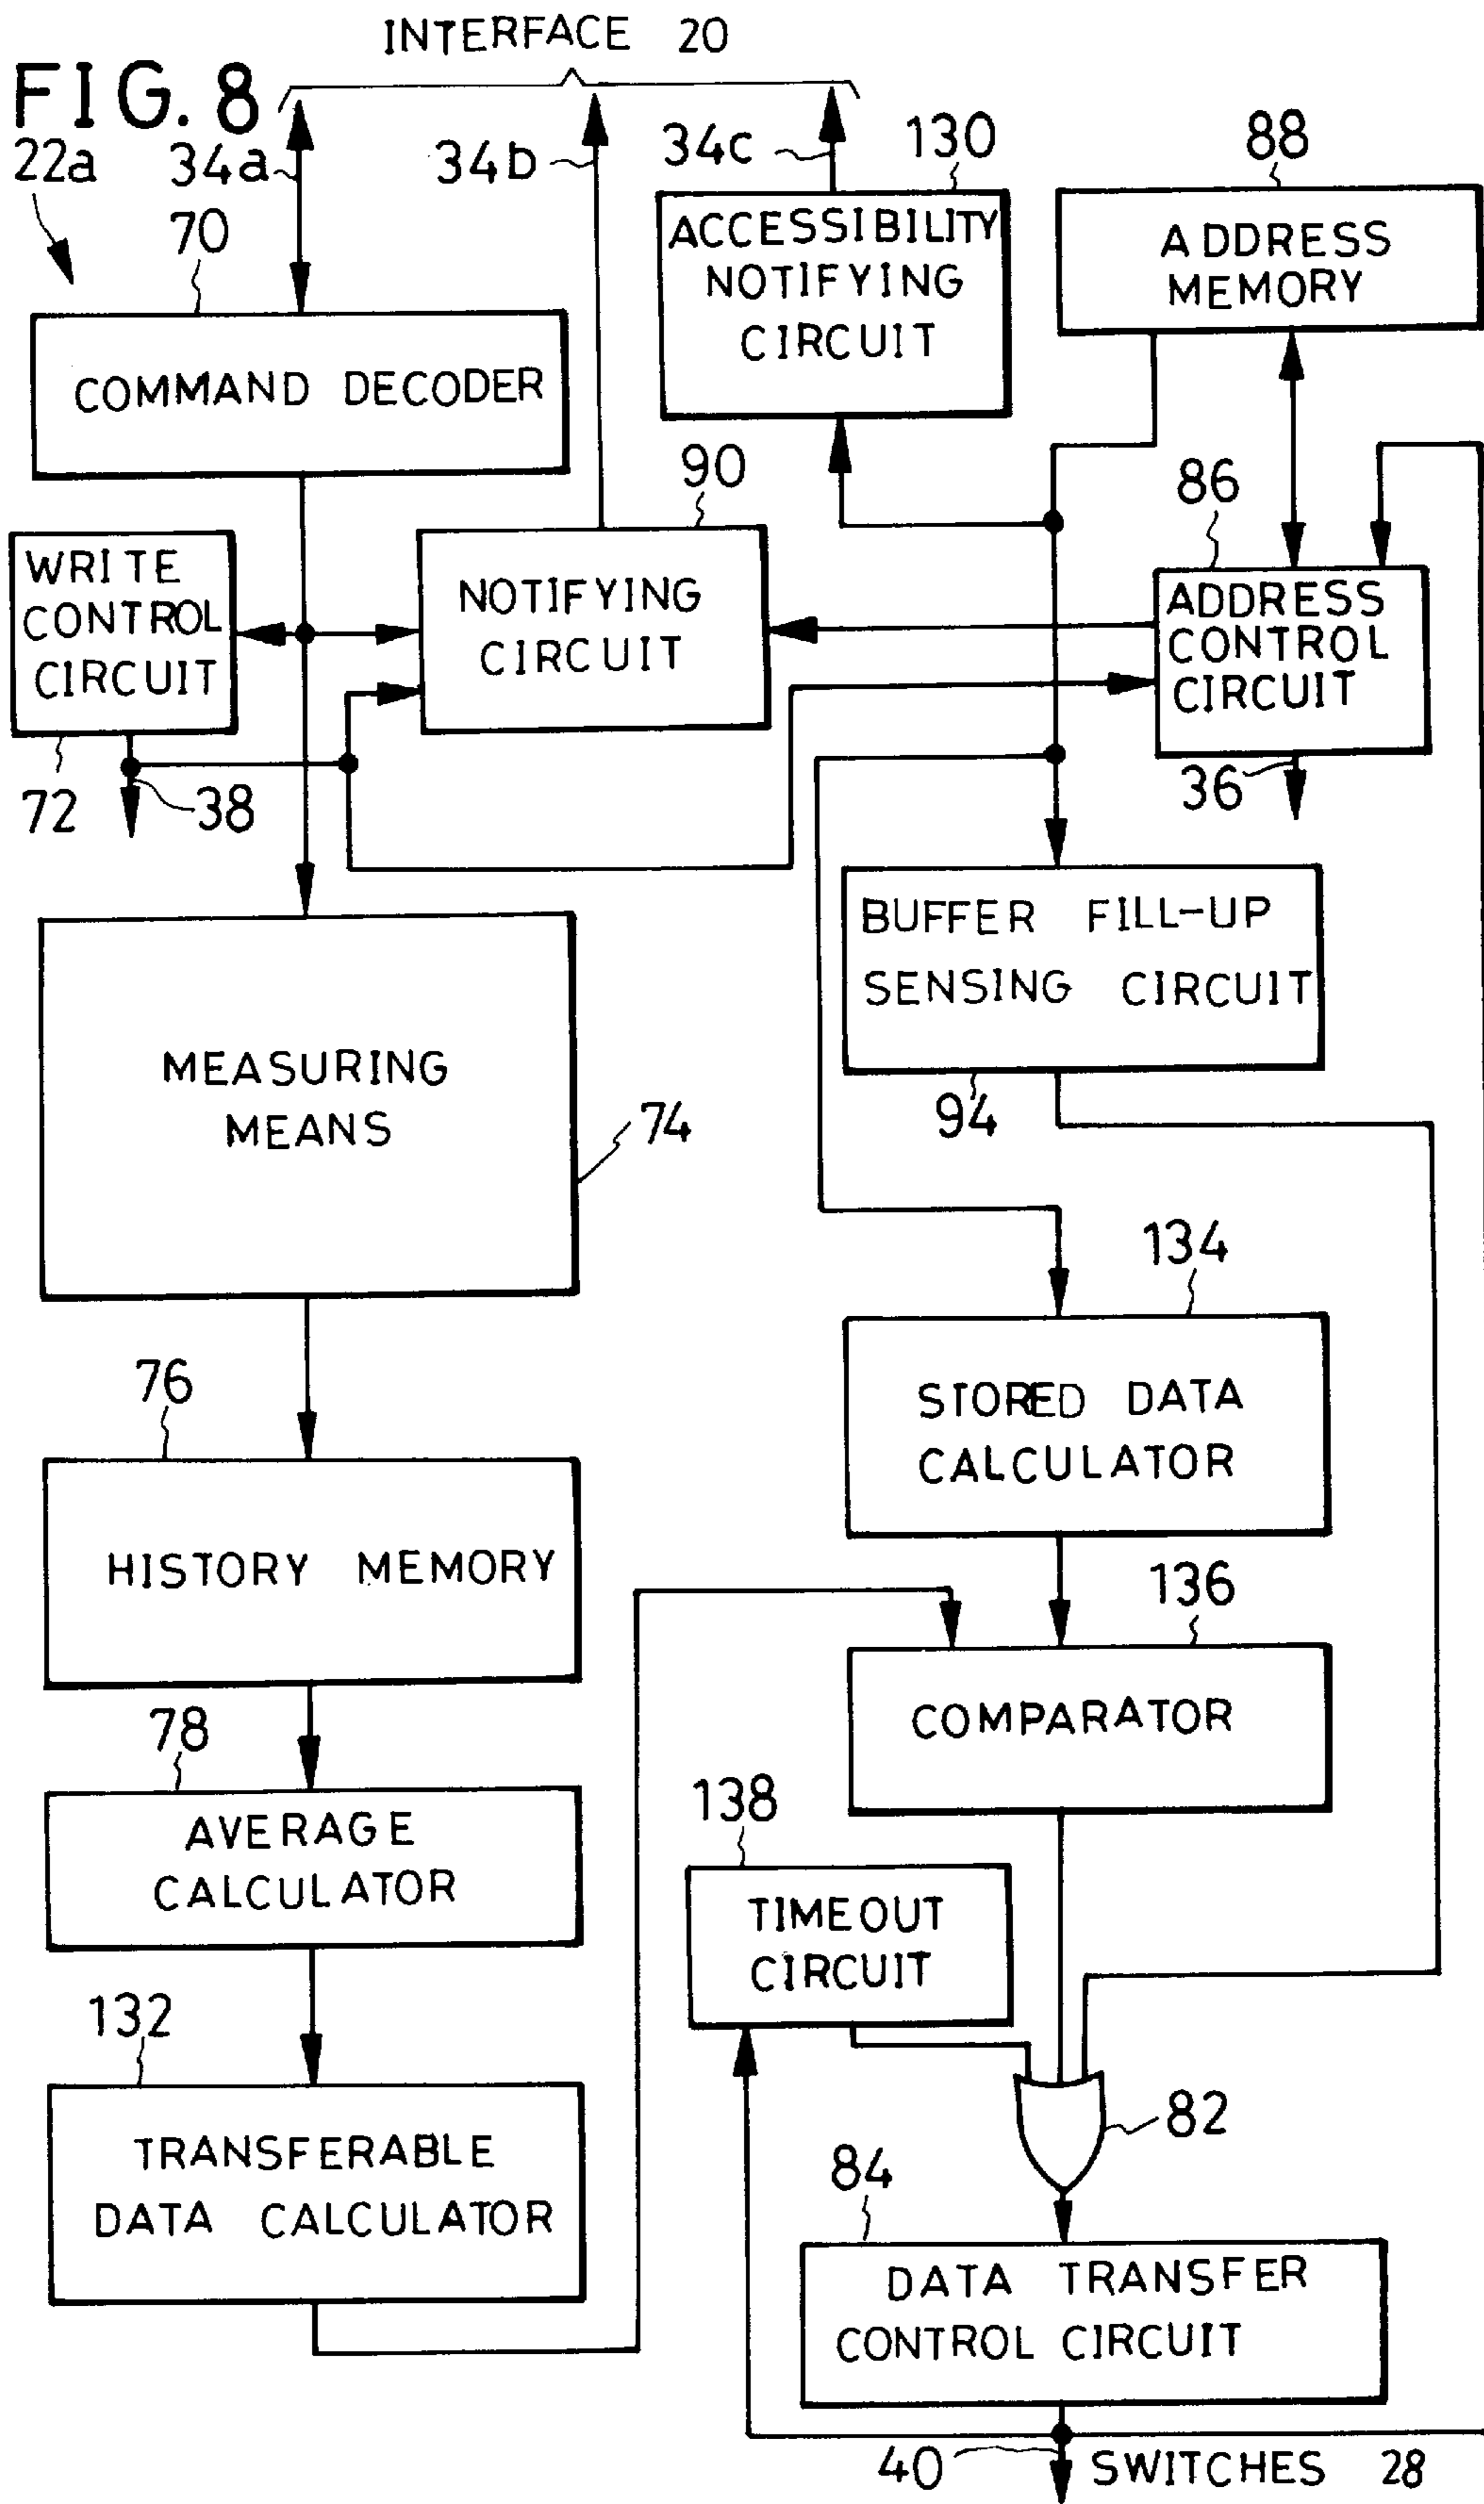 INTERFACE 20
FIG. 8
22a
34a
34b
34c
130
88
70
ACCESSIBILITY
NOTIFYING
CIRCUIT
ADDRESS
MEMORY
COMMAND DECODER
90
86
WRITE
CONTROL
CIRCUIT
NOTIFYING
CIRCUIT
ADDRESS
CONTROL
CIRCUIT
72
38
36
BUFFER FILL-UP
SENSING CIRCUIT
94
MEASURING
MEANS
74
134
76
STORED DATA
CALCULATOR
HISTORY MEMORY
136
78
COMPARATOR
138
AVERAGE
CALCULATOR
TIMEOUT
CIRCUIT
132
82
TRANSFERABLE
DATA CALCULATOR
84
DATA TRANSFER
CONTROL CIRCUIT
40
SWITCHES 28